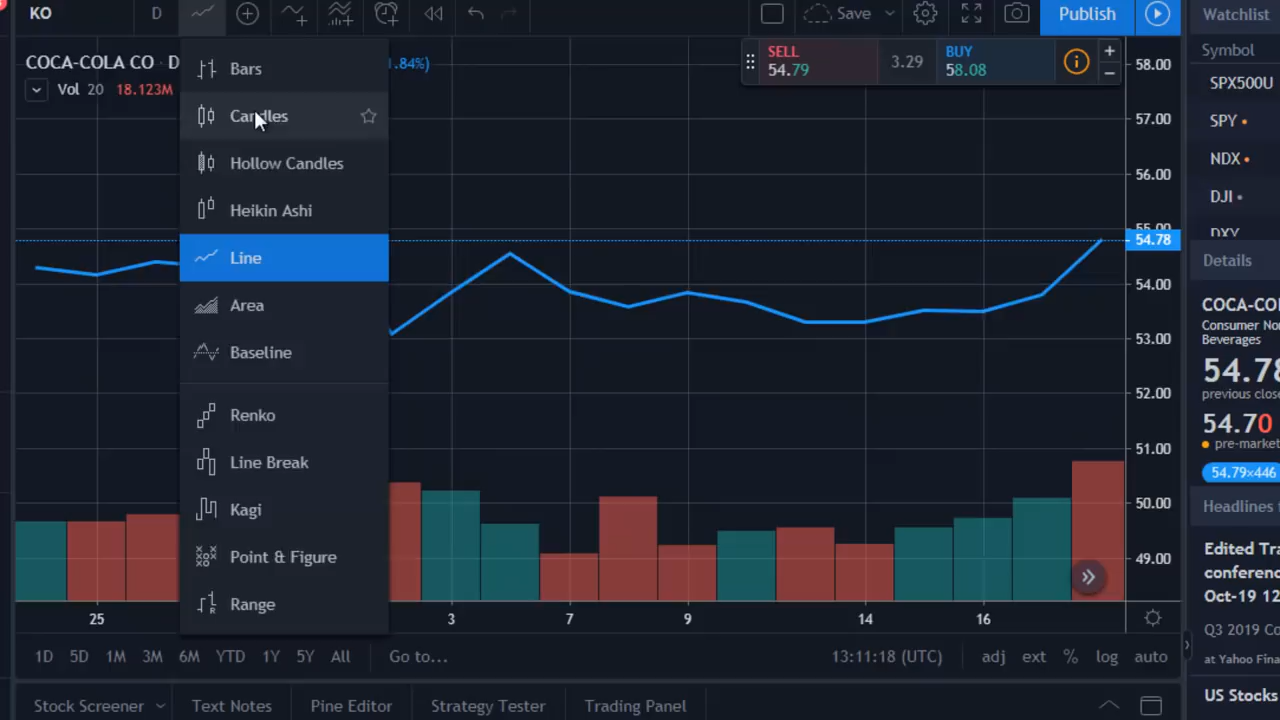 KO D Save Publish Watchlist
COCA-COLA CO D 1.84%)
Vol 20 18.123M
Bars
Candles
Hollow Candles
Heikin Ashi
Line
Area
Baseline
Renko
Line Break
Kagi
Point & Figure
Range
SELL
54.79
3.29
BUY
58.08
58.00
57.00
56.00
55.00
54.78
54.00
53.00
52.00
51.00
50.00
49.00
25 3 7 9 14 16
1D 5D 1M 3M 6M YTD 1Y 5Y All Go to... 13:11:18 (UTC) adj ext % log auto
Stock Screener Text Notes Pine Editor Strategy Tester Trading Panel
Symbol
SPX500U
SPY
NDX
DJI
DXY
Details
COCA-CO
Consumer No
Beverages
54.78
previous close
54.70
pre-market
54.79×446
Headlines
Edited Tra
conferenc
Oct-19 12
Q3 2019 Co
at Yahoo Fina
US Stocks